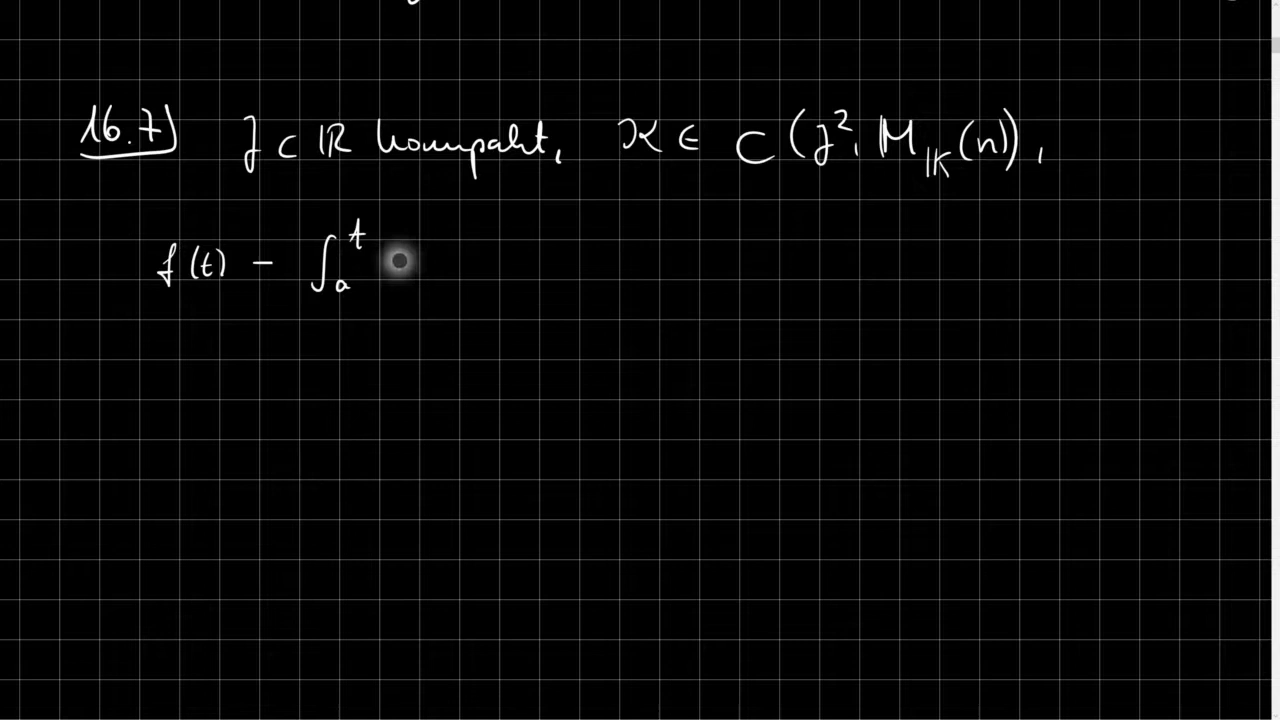 16.7) J ⊂ ℝ kompakt, 𝒦 ∈ C(J², 𝕄_𝕂(n)),
f(t) - ∫_a^t